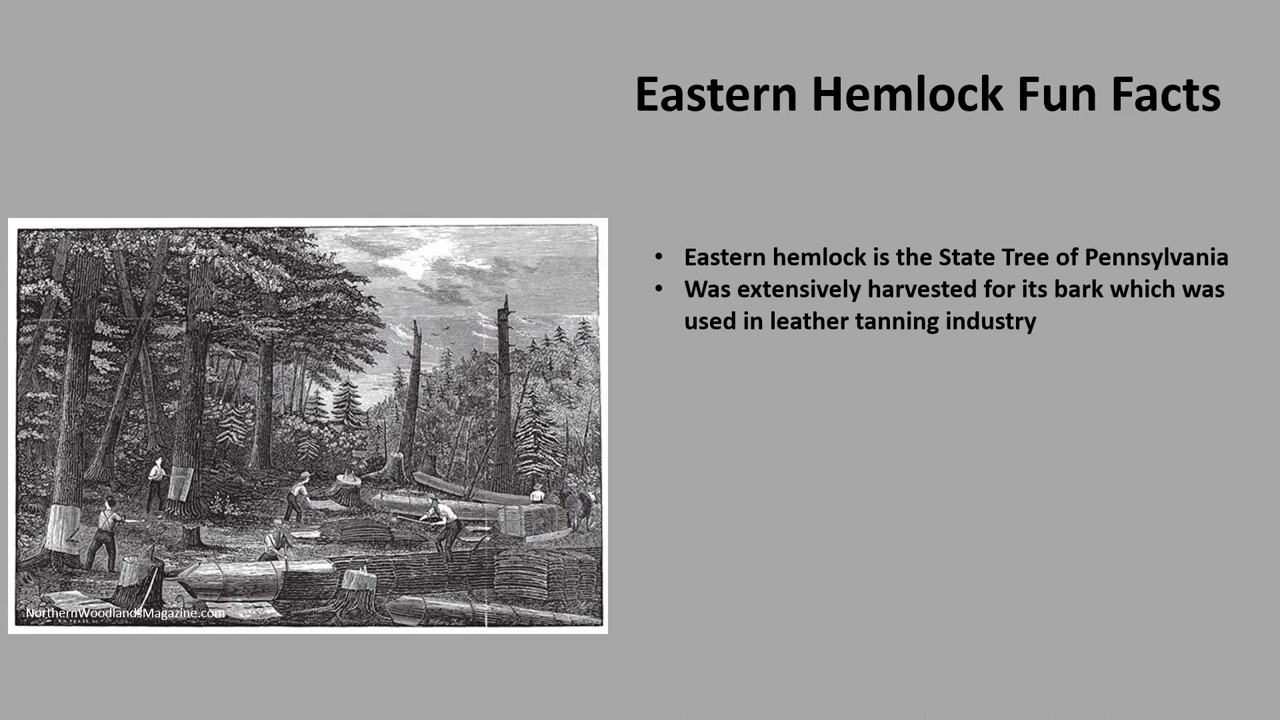 Eastern Hemlock Fun Facts
• Eastern hemlock is the State Tree of Pennsylvania
• Was extensively harvested for its bark which was
used in leather tanning industry
NorthernWoodlandsMagazine.com